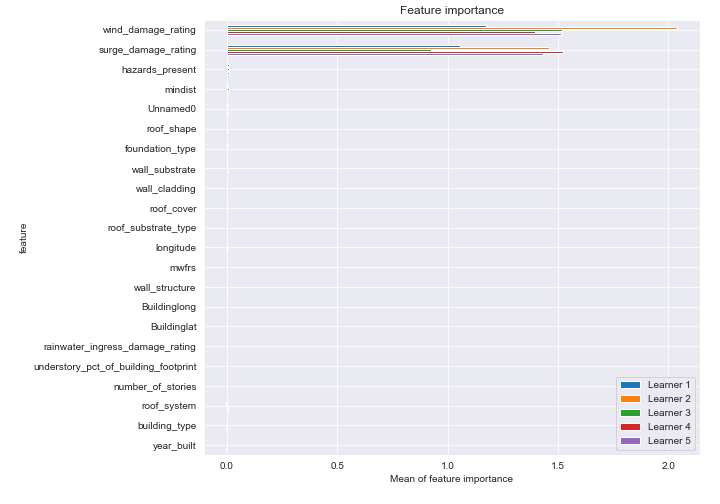 Feature importance
wind_damage_rating
surge_damage_rating
hazards_present
mindist
Unnamed0
roof_shape
foundation_type
wall_substrate
wall_cladding
roof_cover
roof_substrate_type
feature
longitude
mwfrs
wall_structure
Buildinglong
Buildinglat
rainwater_ingress_damage_rating
understory_pct_of_building_footprint
number_of_stories
roof_system
building_type
year_built
Learner 1
Learner 2
Learner 3
Learner 4
Learner 5
0.0 0.5 1.0 1.5 2.0
Mean of feature importance